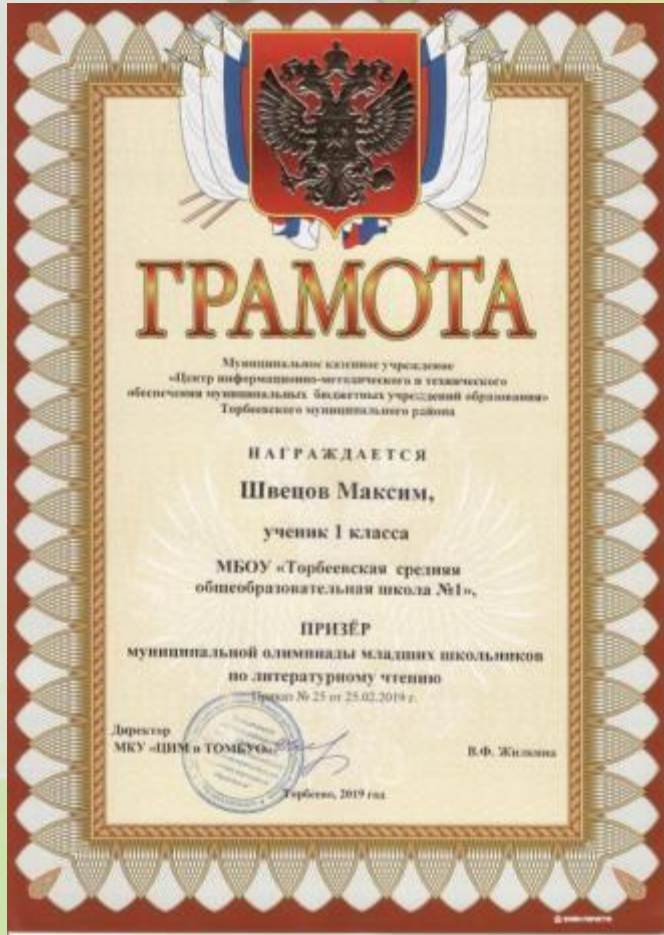 ГРАМОТА
Муниципальное казенное учреждение
«Центр информационно-методического и технического
обеспечения муниципальных бюджетных учреждений образования»
Торбеевского муниципального района
НАГРАЖДАЕТСЯ
Швецов Максим,
ученик 1 класса
МБОУ «Торбеевская средняя
общеобразовательная школа №1»,
ПРИЗЁР
муниципальной олимпиады младших школьников
по литературному чтению
Приказ № 25 от 25.02.2019 г.
Директор
МКУ «ЦИМ и ТОМБУО» В.Ф. Жилкина
Торбеево, 2019 год